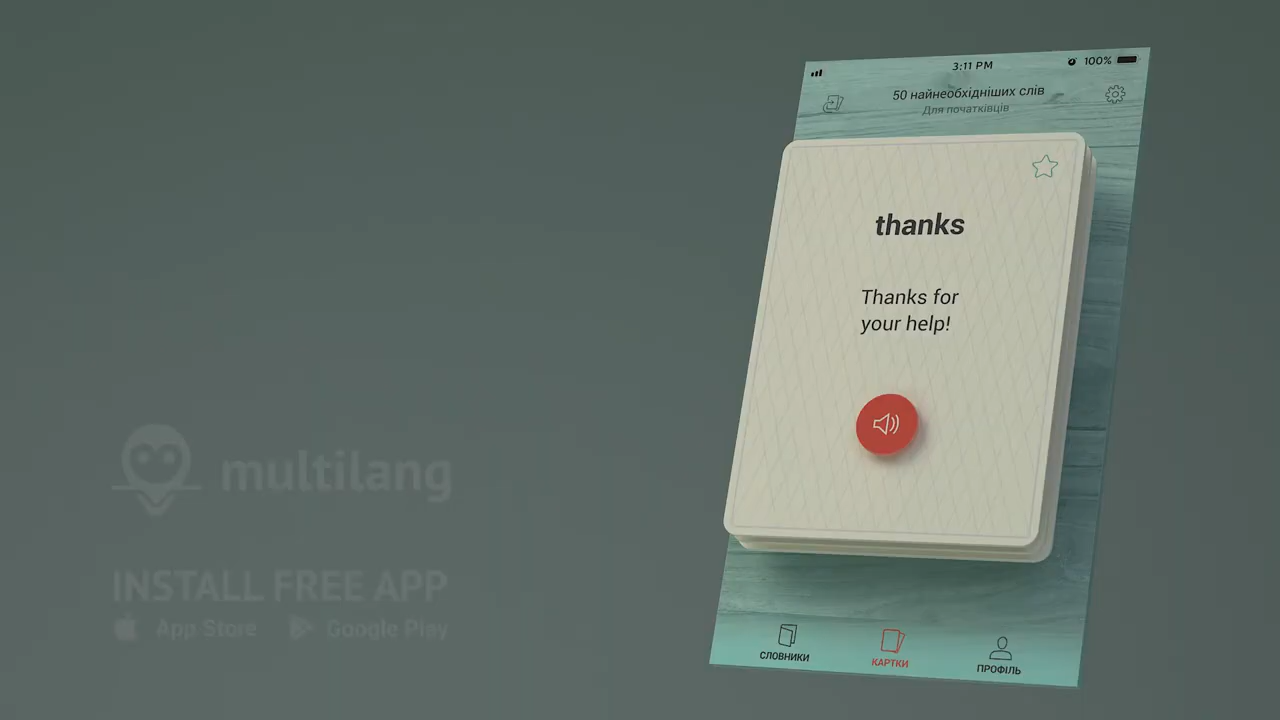 3:11 PM
100%
50 найнеобхідніших слів
Для початківців
thanks
Thanks for
your help!
multilang
INSTALL FREE APP
App Store
Google Play
СЛОВНИКИ
КАРТКИ
ПРОФІЛЬ